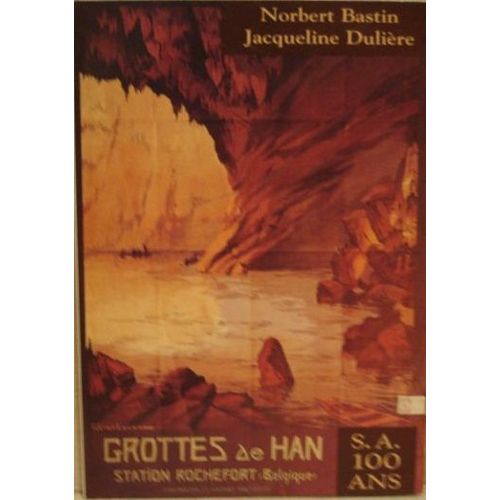 Norbert Bastin
Jacqueline Dulière
GROTTES de HAN
STATION ROCHEFORT (Belgique)
S. A.
100
ANS